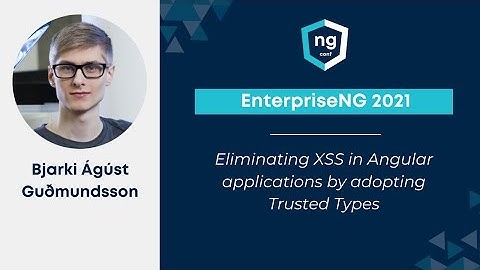 ng
conf
EnterpriseNG 2021
Eliminating XSS in Angular
applications by adopting
Trusted Types
Bjarki Ágúst
Guðmundsson